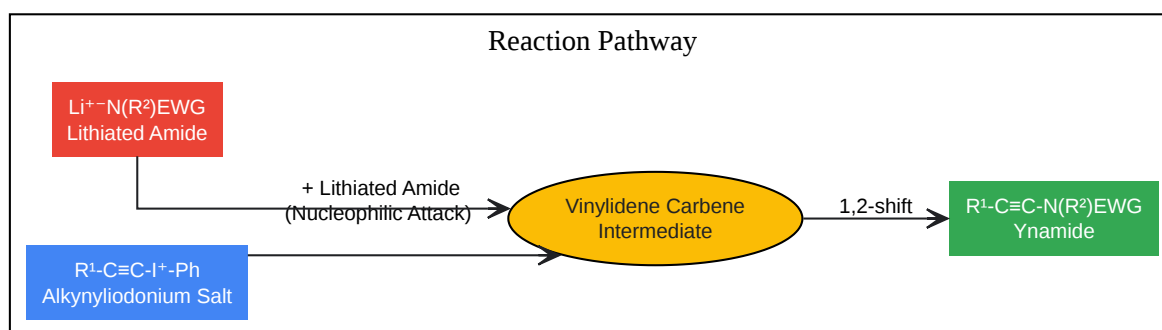 Reaction Pathway
Li⁺⁻N(R²)EWG
Lithiated Amide
+ Lithiated Amide
(Nucleophilic Attack)
Vinylidene Carbene
Intermediate
1,2-shift
R¹-C≡C-N(R²)EWG
Ynamide
R¹-C≡C-I⁺-Ph
Alkynyliodonium Salt